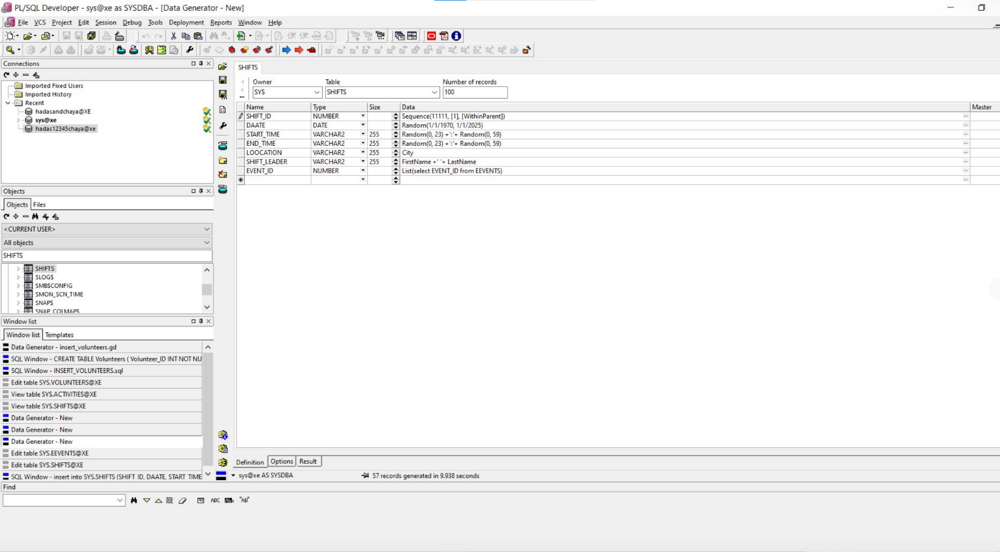 PL/SQL Developer - sys@xe as SYSDBA - [Data Generator - New]
File VCS Project Edit Session Debug Tools Deployment Reports Window Help
Connections
Imported Fixed Users
Imported History
Recent
hadasandchaya@XE
sys@xe
hadas12345chaya@xe
Objects
Objects Files
<CURRENT USER>
All objects
SHIFTS
SHIFTS
SLOG$
SMB$CONFIG
SMON_SCN_TIME
SNAP$
SNAP_COLMAP$
Window list
Window list Templates
Data Generator - insert_volunteers.gd
SQL Window - CREATE TABLE Volunteers ( Volunteer_ID INT NOT NU
SQL Window - INSERT_VOLUNTEERS.sql
Edit table SYS.VOLUNTEERS@XE
View table SYS.ACTIVITIES@XE
View table SYS.SHIFTS@XE
Data Generator - New
Data Generator - New
Data Generator - New
Edit table SYS.EEVENTS@XE
Edit table SYS.SHIFTS@XE
SQL Window - insert into SYS.SHIFTS (SHIFT_ID, DAATE, START_TIME
SHIFTS
Owner Table Number of records
SYS SHIFTS 100
Name Type Size Data Master
SHIFT_ID NUMBER Sequence(11111, [1], [WithinParent]) ...
DAATE DATE Random(1/1/1970, 1/1/2025) ...
START_TIME VARCHAR2 255 Random(0, 23) +':'+ Random(0, 59) ...
END_TIME VARCHAR2 255 Random(0, 23) +':'+ Random(0, 59) ...
LOOCATION VARCHAR2 255 City ...
SHIFT_LEADER VARCHAR2 255 FirstName +' '+ LastName ...
EVENT_ID NUMBER List(select EVENT_ID from EEVENTS) ...
* ...
Definition Options Result
sys@xe AS SYSDBA 57 records generated in 9.938 seconds
Find
ABC ABc "AB"